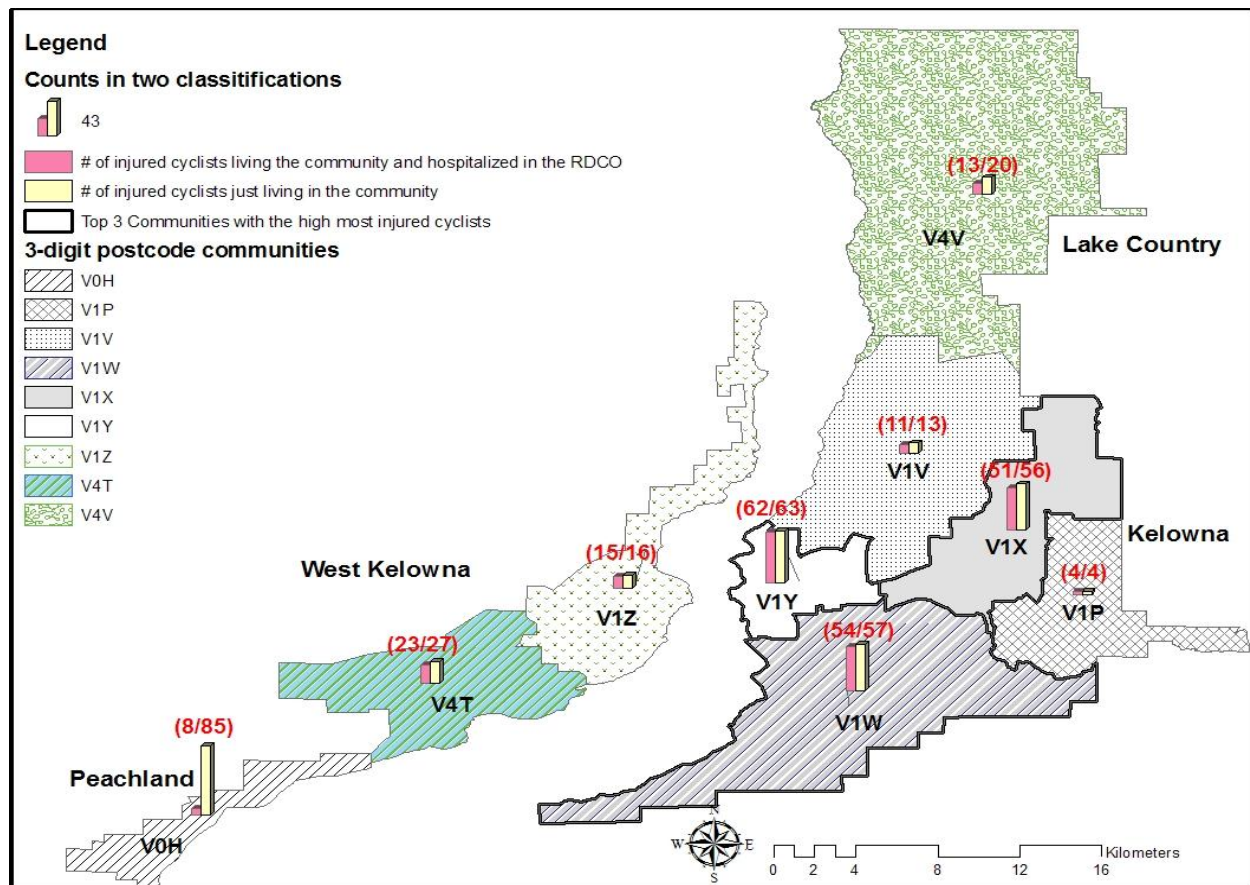 Legend
Counts in two classitifications
43
# of injured cyclists living the community and hospitalized in the RDCO
# of injured cyclists just living in the community
Top 3 Communities with the high most injured cyclists
3-digit postcode communities
V0H
V1P
V1V
V1W
V1X
V1Y
V1Z
V4T
V4V
(13/20)
V4V
Lake Country
(11/13)
V1V
(51/56)
V1X
Kelowna
(62/63)
V1Y
(4/4)
V1P
West Kelowna
(15/16)
V1Z
(54/57)
V1W
(23/27)
V4T
(8/85)
Peachland
V0H
N
W E
S
Kilometers
0 2 4 8 12 16